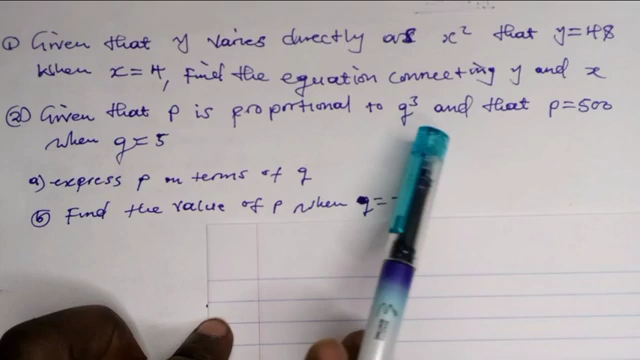 ① Given that y varies directly as x² that y=48
when x=4, Find the equation connecting y and x
② Given that P is proportional to q³ and that p=500
when q=5
a) express p in terms of q
ⓑ Find the value of p when q=